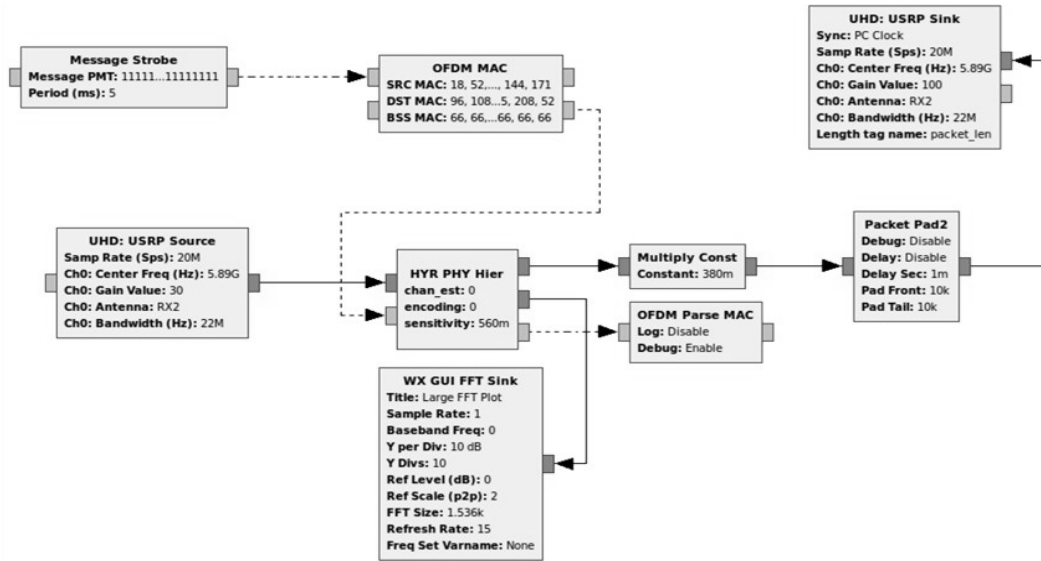 Message Strobe
Message PMT: 11111...11111111
Period (ms): 5
OFDM MAC
SRC MAC: 18, 52,..., 144, 171
DST MAC: 96, 108...5, 208, 52
BSS MAC: 66, 66,...66, 66, 66
UHD: USRP Sink
Sync: PC Clock
Samp Rate (Sps): 20M
Ch0: Center Freq (Hz): 5.89G
Ch0: Gain Value: 100
Ch0: Antenna: RX2
Ch0: Bandwidth (Hz): 22M
Length tag name: packet_len
UHD: USRP Source
Samp Rate (Sps): 20M
Ch0: Center Freq (Hz): 5.89G
Ch0: Gain Value: 30
Ch0: Antenna: RX2
Ch0: Bandwidth (Hz): 22M
HYR PHY Hier
chan_est: 0
encoding: 0
sensitivity: 560m
Multiply Const
Constant: 380m
Packet Pad2
Debug: Disable
Delay: Disable
Delay Sec: 1m
Pad Front: 10k
Pad Tail: 10k
OFDM Parse MAC
Log: Disable
Debug: Enable
WX GUI FFT Sink
Title: Large FFT Plot
Sample Rate: 1
Baseband Freq: 0
Y per Div: 10 dB
Y Divs: 10
Ref Level (dB): 0
Ref Scale (p2p): 2
FFT Size: 1.536k
Refresh Rate: 15
Freq Set Varname: None